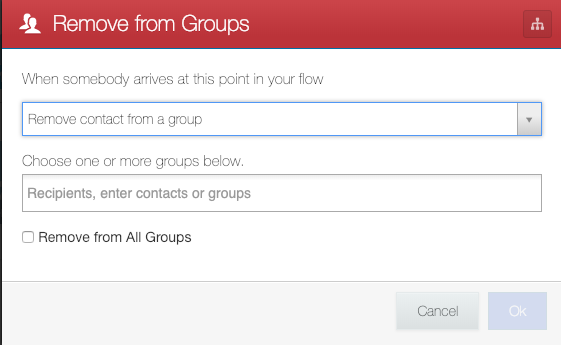 Remove from Groups
When somebody arrives at this point in your flow
Remove contact from a group
Choose one or more groups below.
Recipients, enter contacts or groups
Remove from All Groups
Cancel
Ok